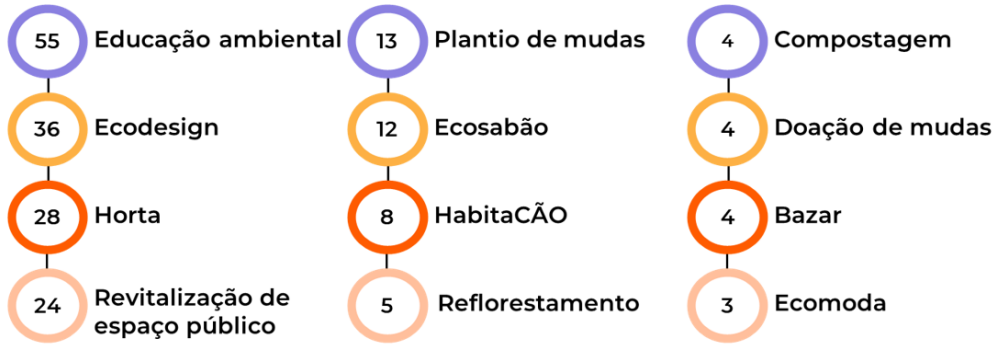 55 Educação ambiental
36 Ecodesign
28 Horta
24 Revitalização de
espaço público
13 Plantio de mudas
12 Ecosabão
8 HabitaCÃO
5 Reflorestamento
4 Compostagem
4 Doação de mudas
4 Bazar
3 Ecomoda